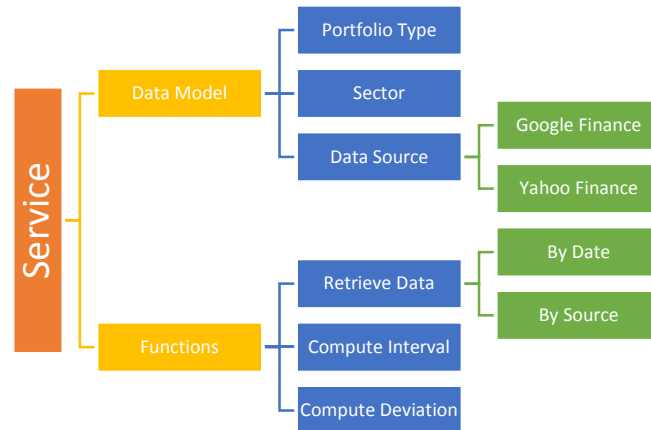 Service
Data Model
Portfolio Type
Sector
Data Source
Google Finance
Yahoo Finance
Functions
Retrieve Data
By Date
By Source
Compute Interval
Compute Deviation